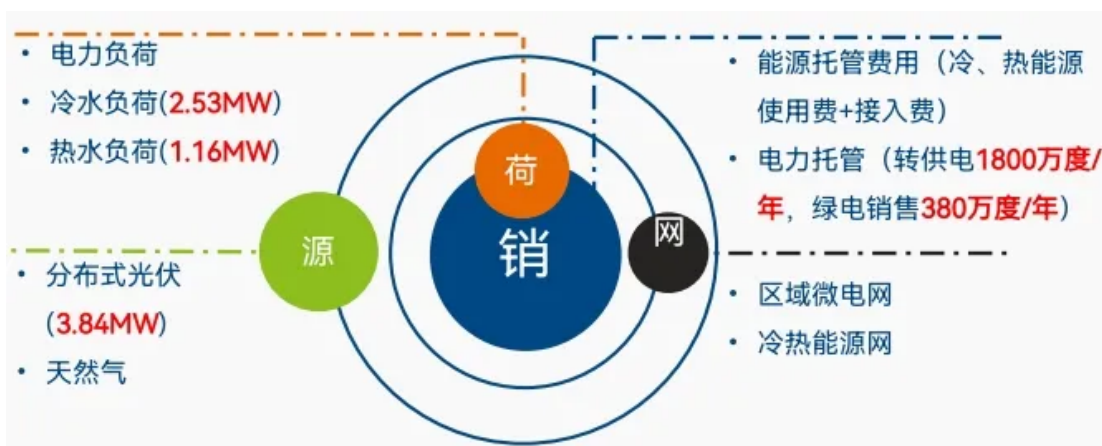 • 电力负荷
• 冷水负荷(2.53MW)
• 热水负荷(1.16MW)
荷
源
销
网
• 分布式光伏
(3.84MW)
• 天然气
• 能源托管费用（冷、热能源
使用费+接入费）
• 电力托管（转供电1800万度/
年，绿电销售380万度/年）
• 区域微电网
• 冷热能源网